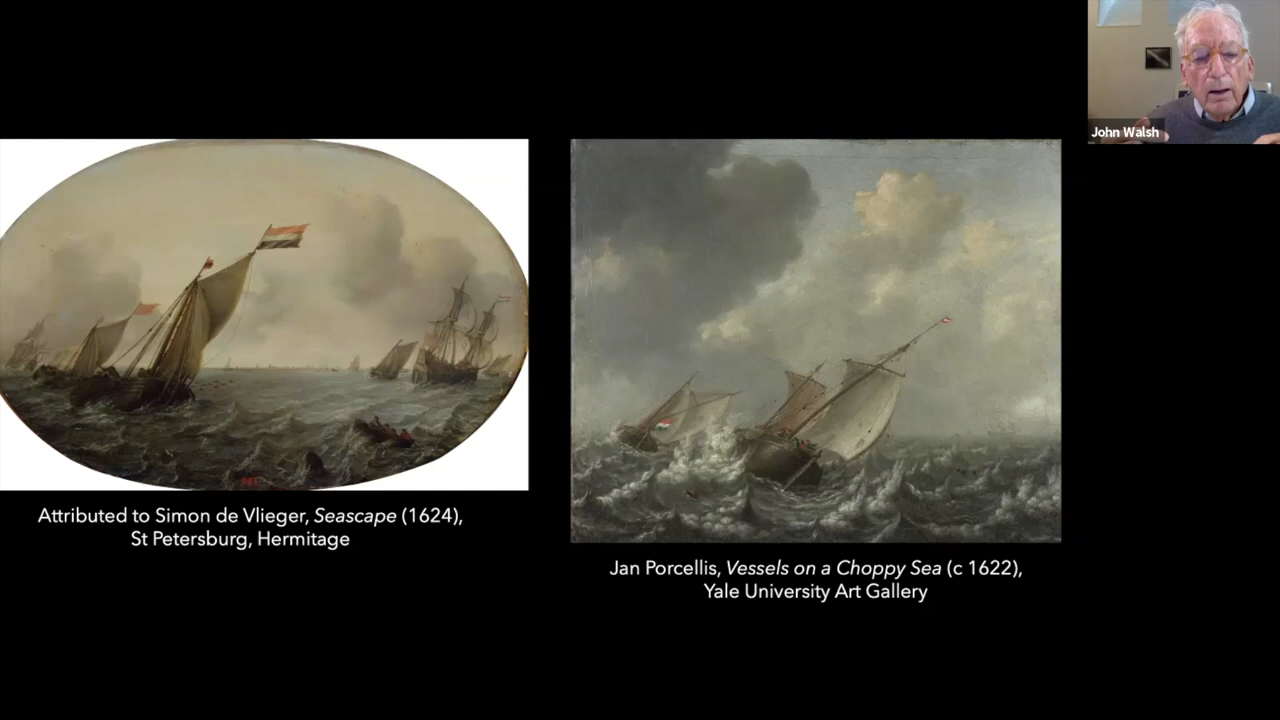 John Walsh
Attributed to Simon de Vlieger, Seascape (1624),
St Petersburg, Hermitage
Jan Porcellis, Vessels on a Choppy Sea (c 1622),
Yale University Art Gallery